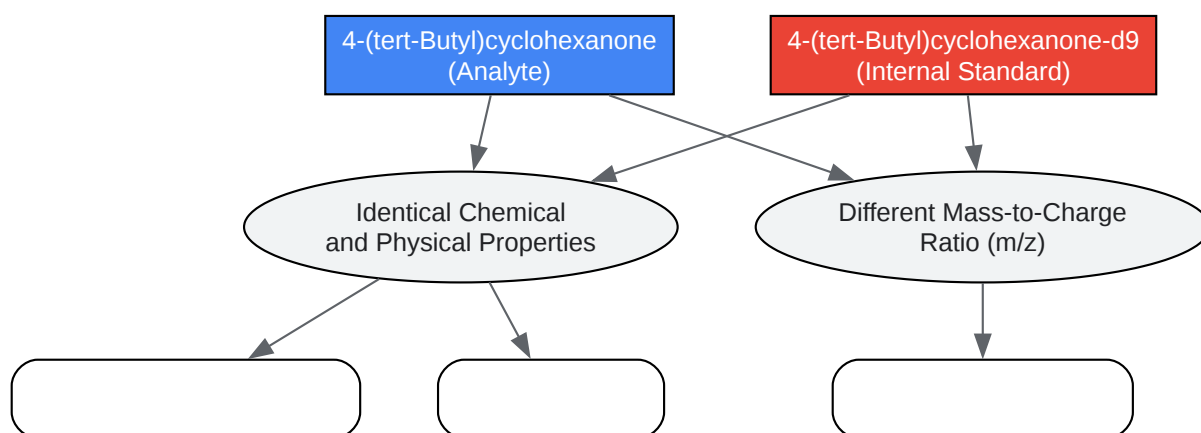 4-(tert-Butyl)cyclohexanone
(Analyte)
4-(tert-Butyl)cyclohexanone-d9
(Internal Standard)
Identical Chemical
and Physical Properties
Different Mass-to-Charge
Ratio (m/z)